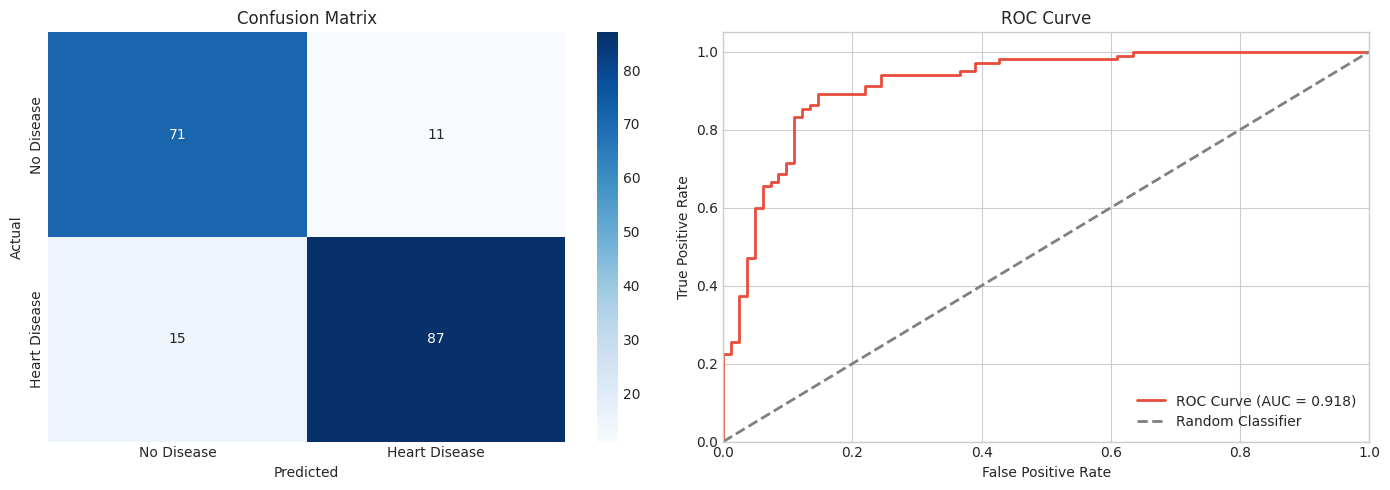 Confusion Matrix
No Disease
Heart Disease
Actual
71
11
15
87
No Disease
Heart Disease
Predicted
80
70
60
50
40
30
20
ROC Curve
True Positive Rate
1.0
0.8
0.6
0.4
0.2
0.0
ROC Curve (AUC = 0.918)
Random Classifier
0.0
0.2
0.4
0.6
0.8
1.0
False Positive Rate